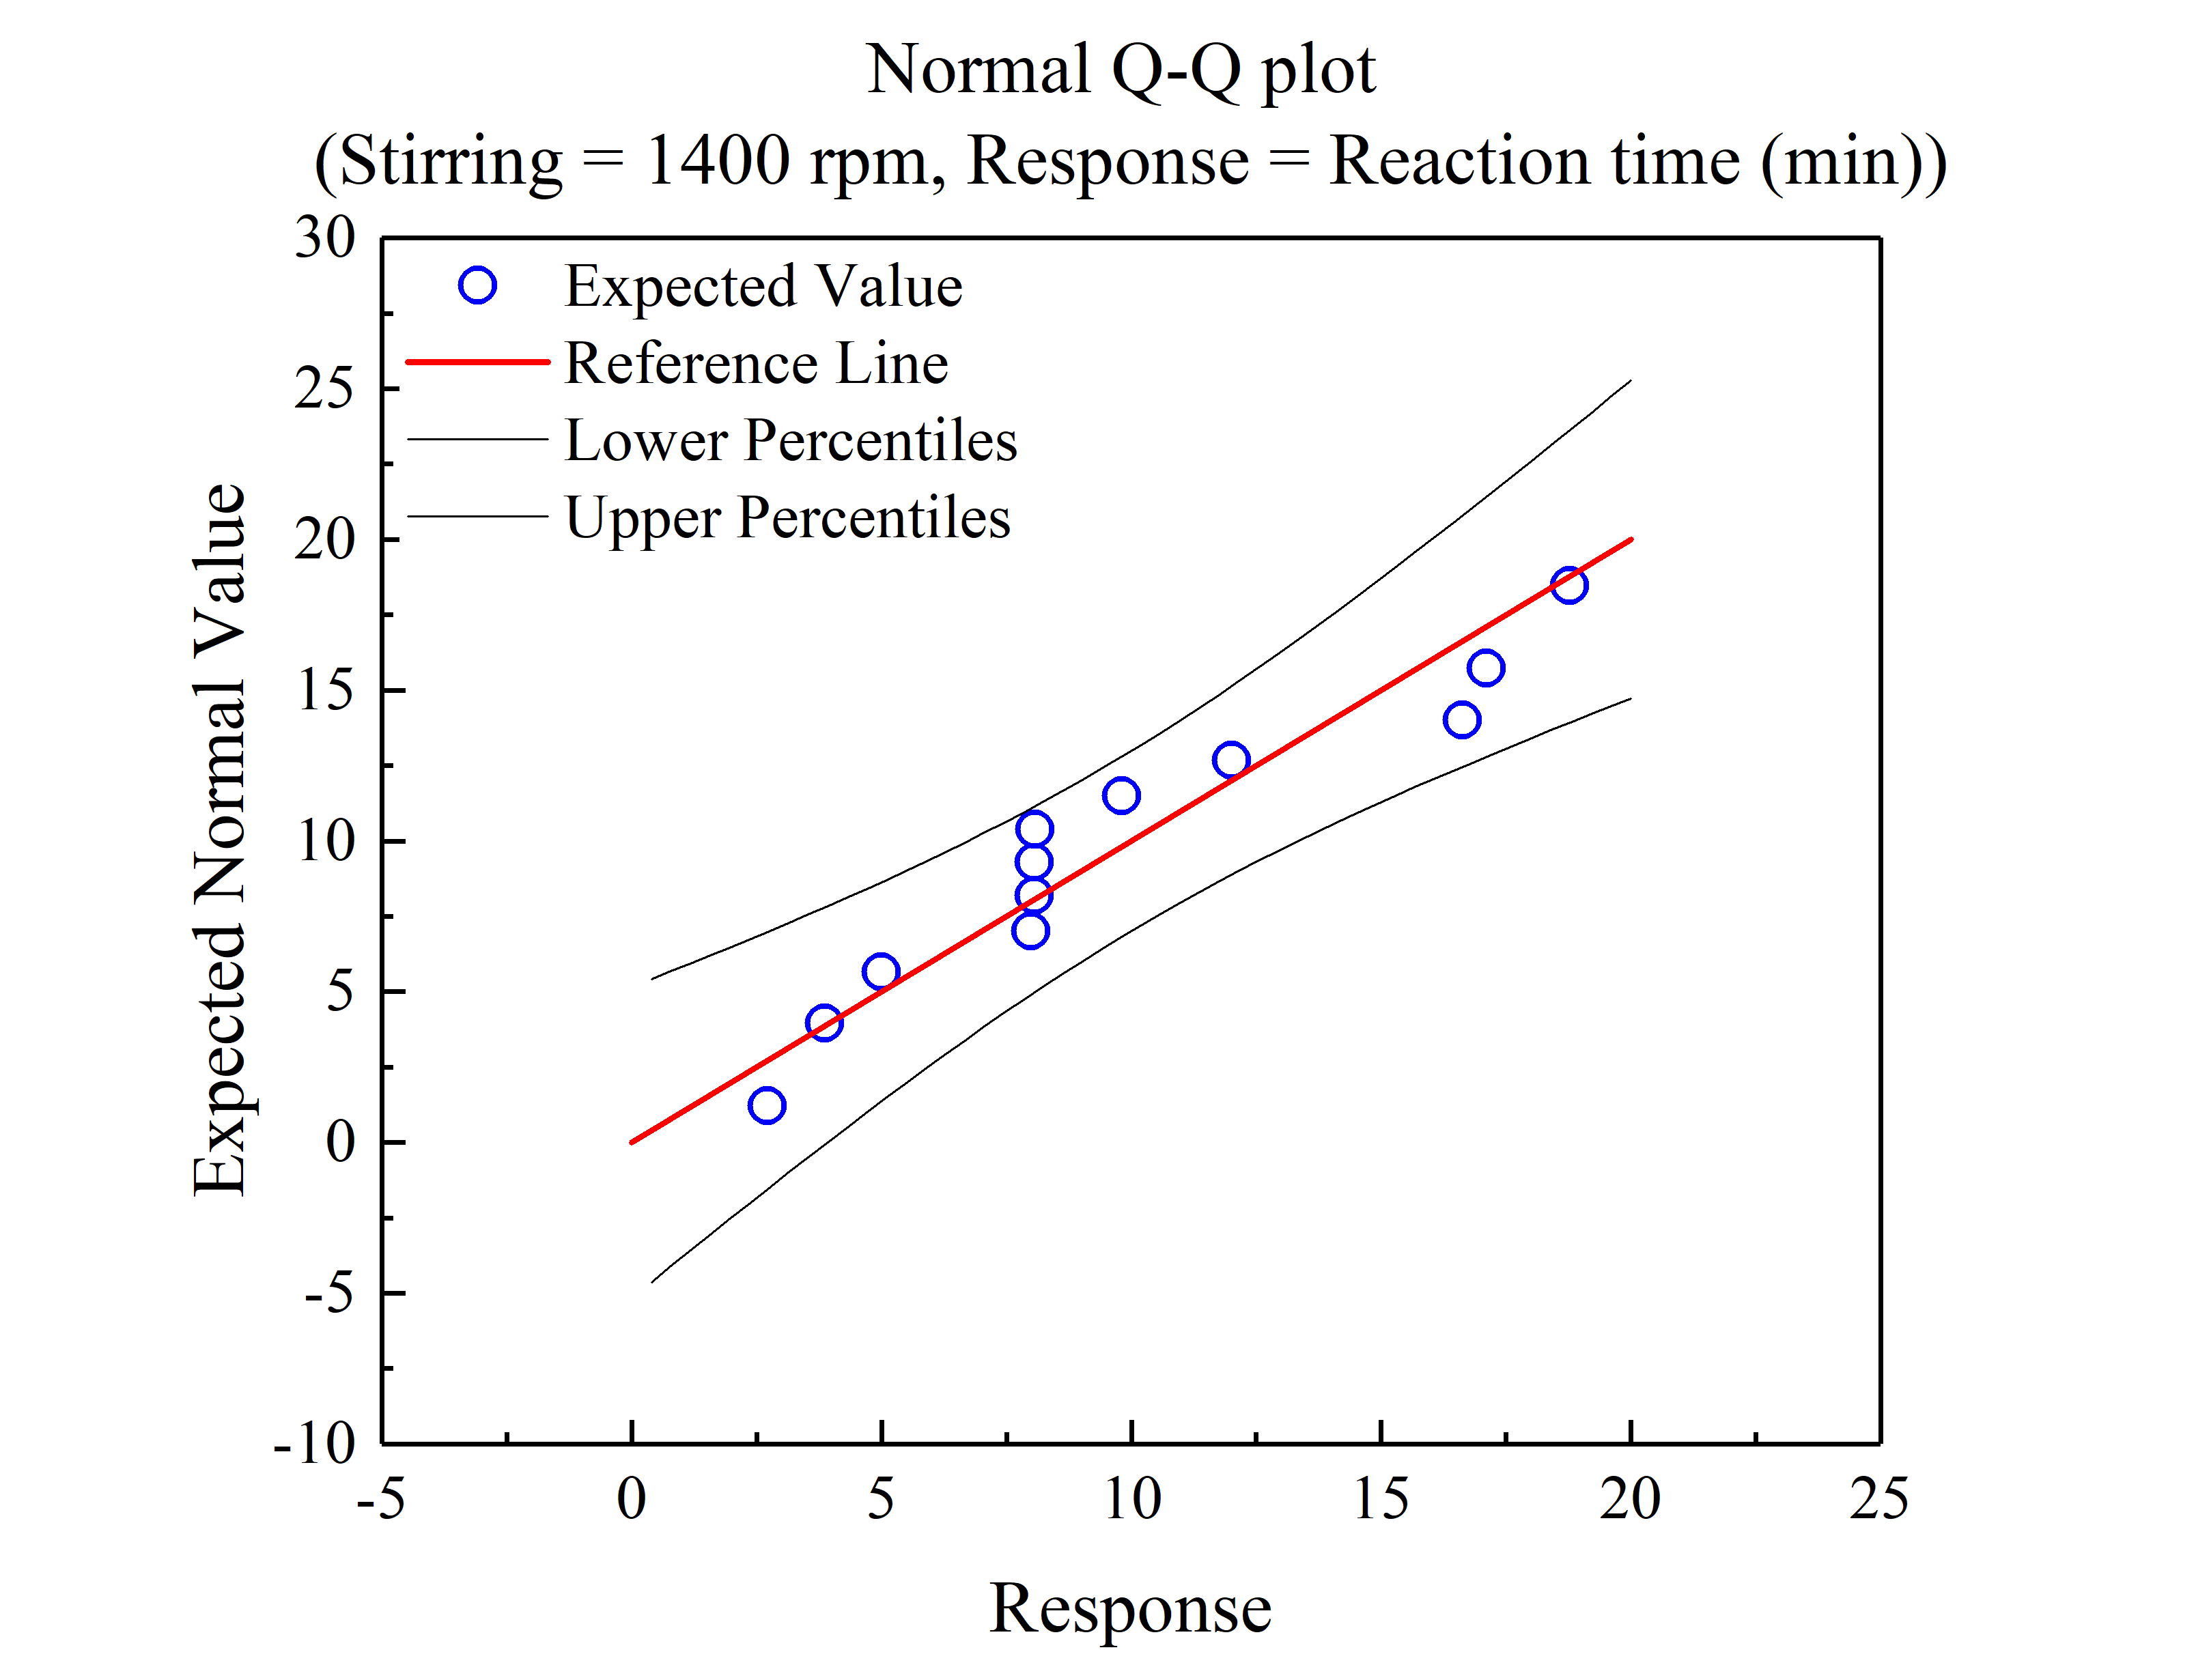 Normal Q-Q plot
(Stirring = 1400 rpm, Response = Reaction time (min))
30
25
20
15
10
5
0
-5
-10
Expected Value
Reference Line
Lower Percentiles
Upper Percentiles
Expected Normal Value
-5 0 5 10 15 20 25
Response